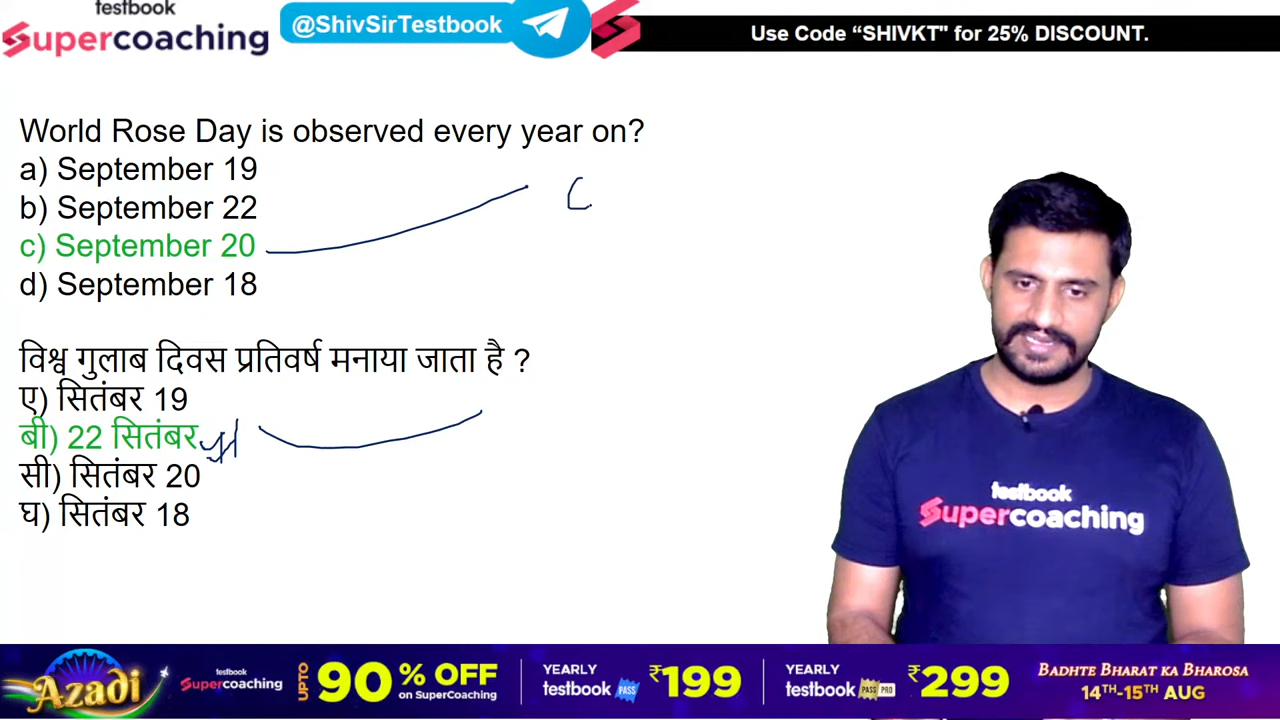 testbook
Supercoaching
@ShivSirTestbook
Use Code “SHIVKT" for 25% DISCOUNT.
World Rose Day is observed every year on?
a) September 19
b) September 22
c) September 20
d) September 18
C
विश्व गुलाब दिवस प्रतिवर्ष मनाया जाता है ?
ए) सितंबर 19
बी) 22 सितंबर
सी) सितंबर 20
घ) सितंबर 18
testbook
Supercoaching
Azadi
testbook
Supercoaching
UPTO 90% OFF
on SuperCoaching
YEARLY
testbook PASS
₹199
YEARLY
testbook PASS PRO
₹299
BADHTE BHARAT KA BHAROSA
14TH-15TH AUG